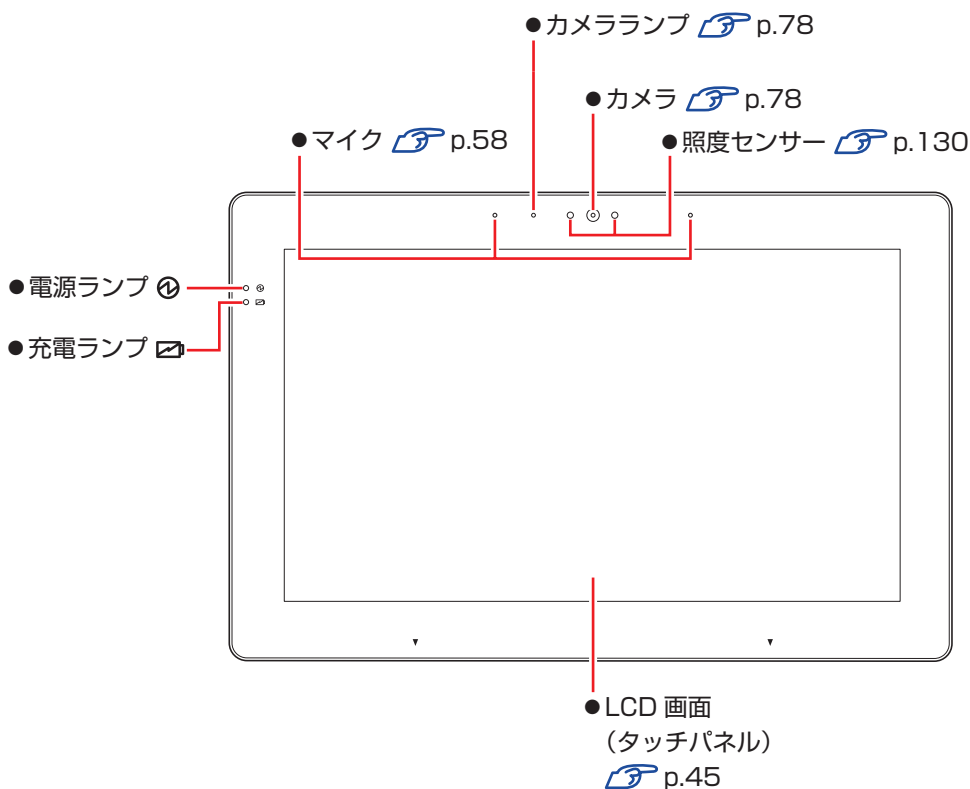 ●カメラランプ p.78
●カメラ p.78
●マイク p.58
●照度センサー p.130
●電源ランプ
●充電ランプ
●LCD 画面
（タッチパネル）
p.45